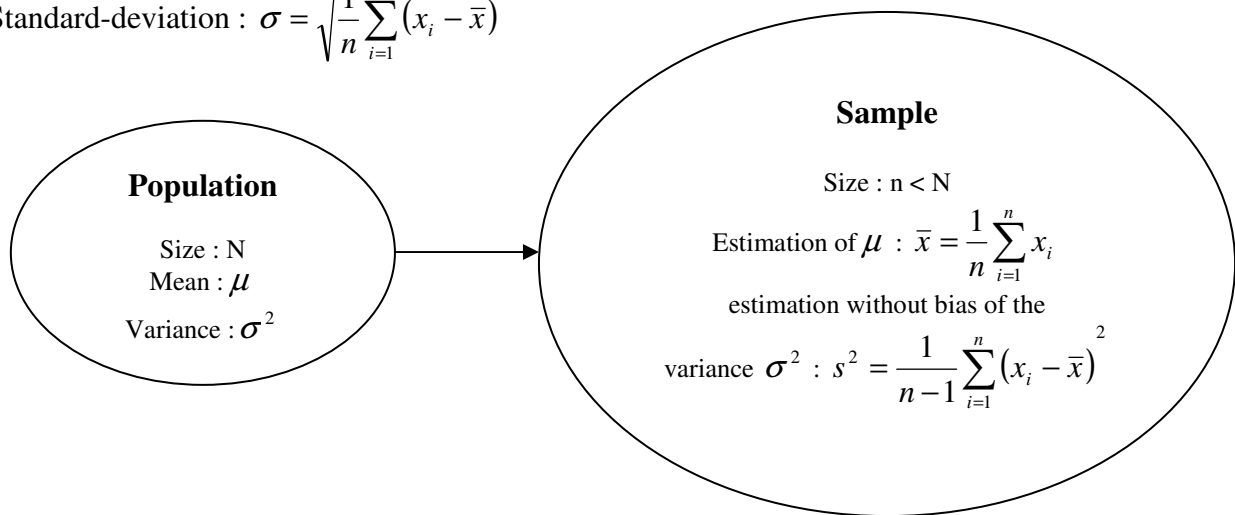 Standard-deviation : σ = √(1/n ∑_{i=1} (x_i − x̄))
Population
Size : N
Mean : μ
Variance : σ²
Sample
Size : n < N
Estimation of μ : x̄ = 1/n ∑_{i=1}^{n} x_i
estimation without bias of the
variance σ² : s² = 1/(n−1) ∑_{i=1}^{n} (x_i − x̄)²